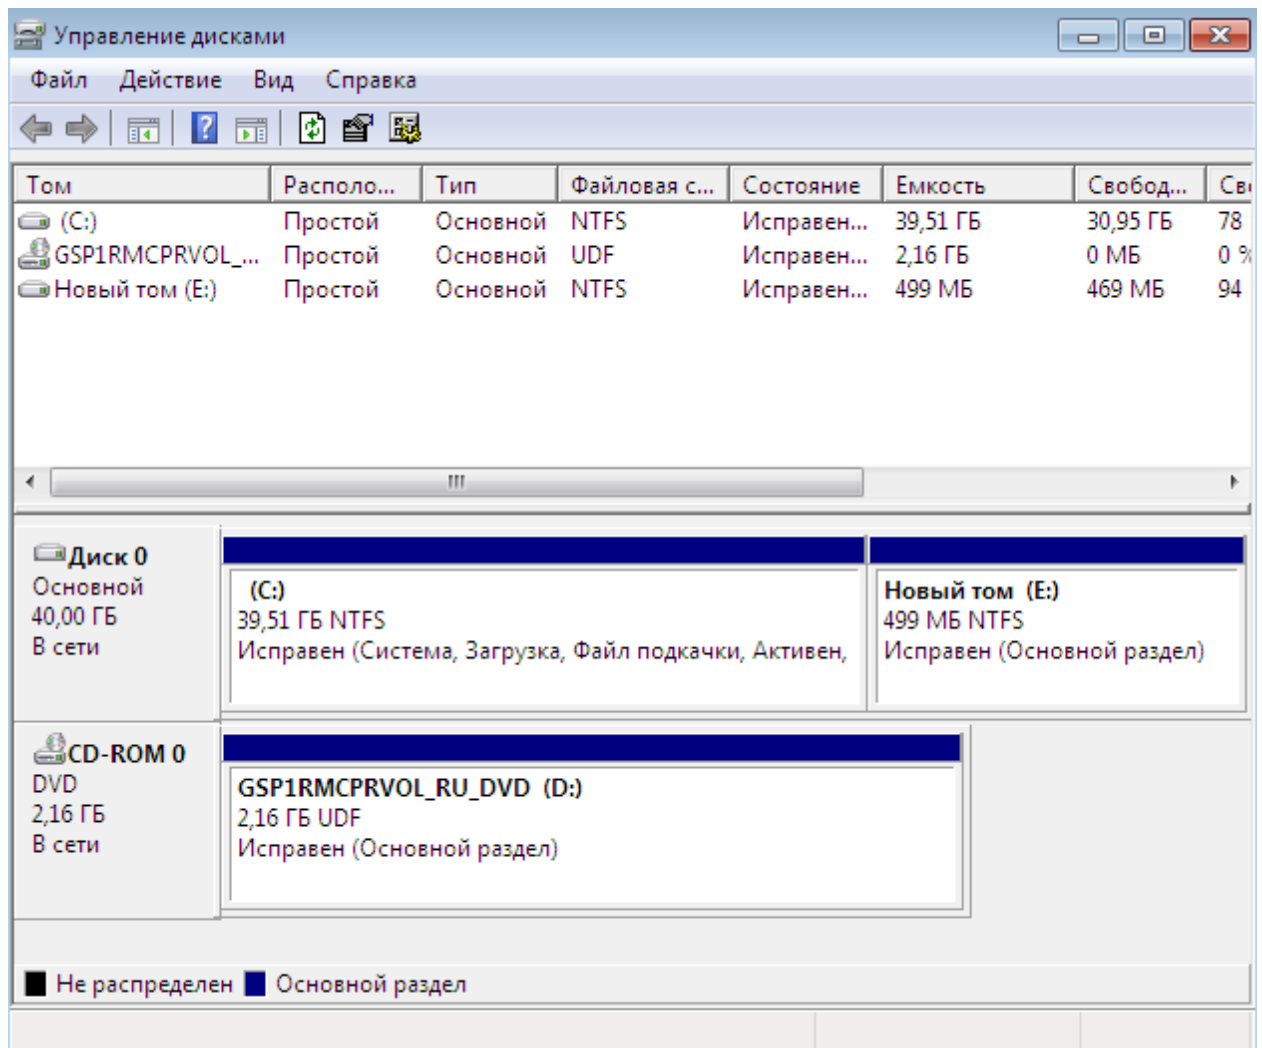 Управление дисками
Файл Действие Вид Справка
Том Располо... Тип Файловая с... Состояние Емкость Свобод... Сво
(C:) Простой Основной NTFS Исправен... 39,51 ГБ 30,95 ГБ 78
GSP1RMCPRVOL_... Простой Основной UDF Исправен... 2,16 ГБ 0 МБ 0 %
Новый том (E:) Простой Основной NTFS Исправен... 499 МБ 469 МБ 94
Диск 0
Основной
40,00 ГБ
В сети
(C:)
39,51 ГБ NTFS
Исправен (Система, Загрузка, Файл подкачки, Активен,
Новый том (E:)
499 МБ NTFS
Исправен (Основной раздел)
CD-ROM 0
DVD
2,16 ГБ
В сети
GSP1RMCPRVOL_RU_DVD (D:)
2,16 ГБ UDF
Исправен (Основной раздел)
Не распределен Основной раздел